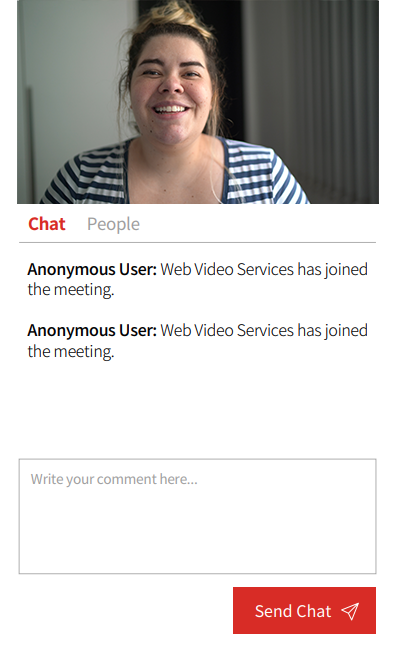 Chat People
Anonymous User: Web Video Services has joined
the meeting.
Anonymous User: Web Video Services has joined
the meeting.
Write your comment here...
Send Chat